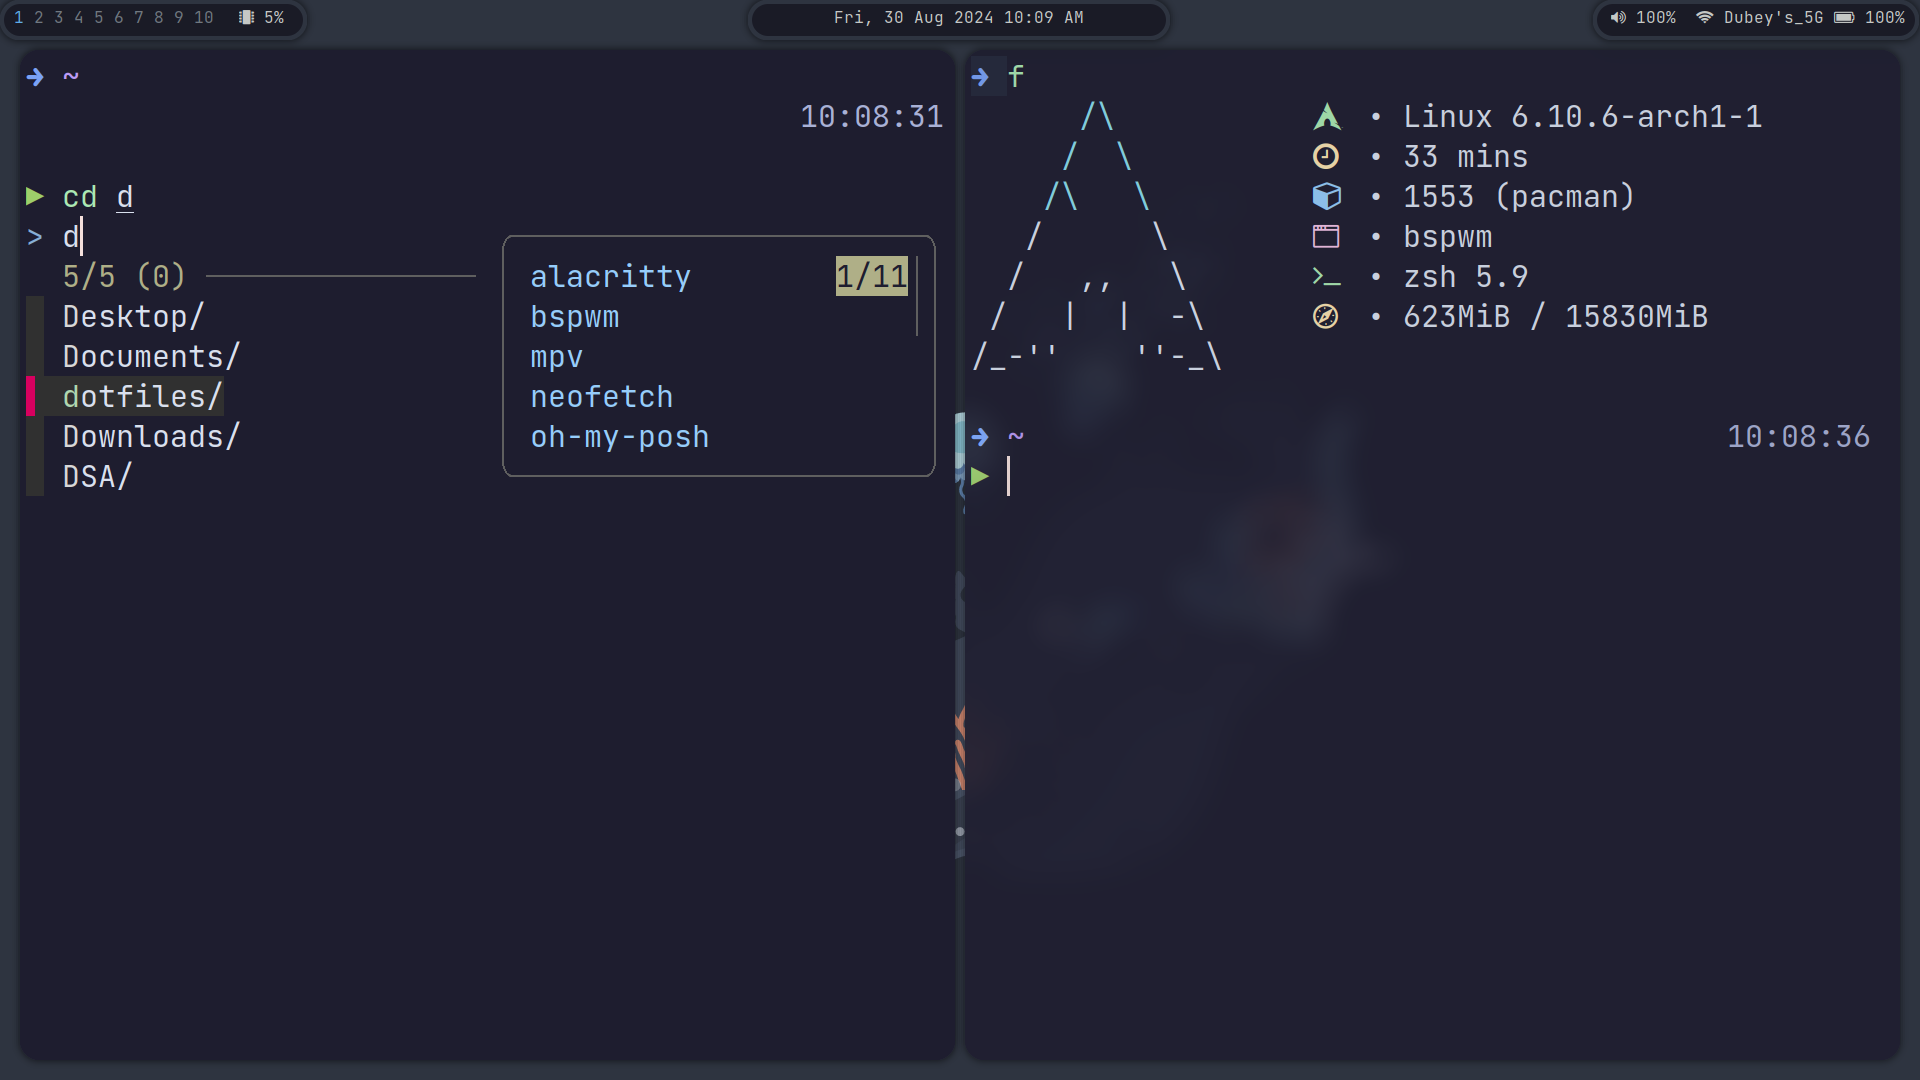 1 2 3 4 5 6 7 8 9 10 5%
Fri, 30 Aug 2024 10:09 AM
100% Dubey's_5G 100%
~
10:08:31
cd d
> d
5/5 (0)
Desktop/
Documents/
dotfiles/
Downloads/
DSA/
alacritty 1/11
bspwm
mpv
neofetch
oh-my-posh
f
/\
/  \
/\   \
/      \
/   ,,   \
/   |  |  -\
/_-''    ''-_\
• Linux 6.10.6-arch1-1
• 33 mins
• 1553 (pacman)
• bspwm
• zsh 5.9
• 623MiB / 15830MiB
~ 10:08:36